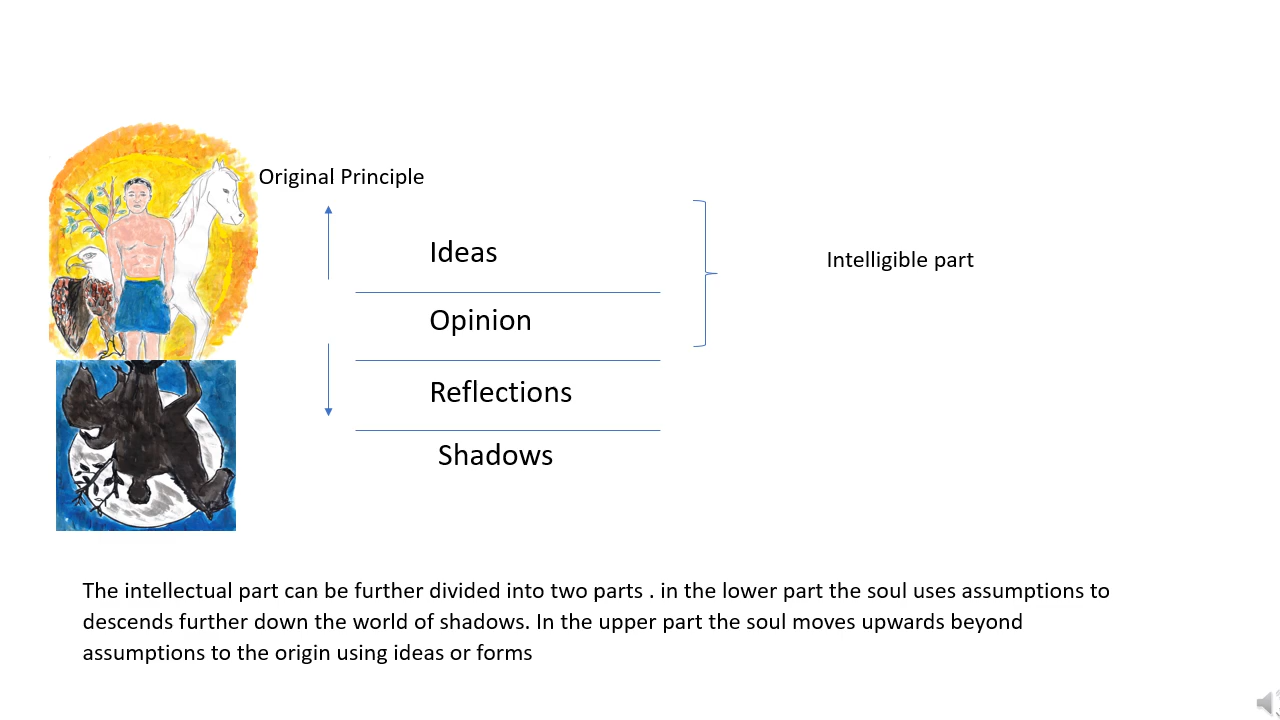 Original Principle
Ideas
Intelligible part
Opinion
Reflections
Shadows
The intellectual part can be further divided into two parts . in the lower part the soul uses assumptions to
descends further down the world of shadows. In the upper part the soul moves upwards beyond
assumptions to the origin using ideas or forms